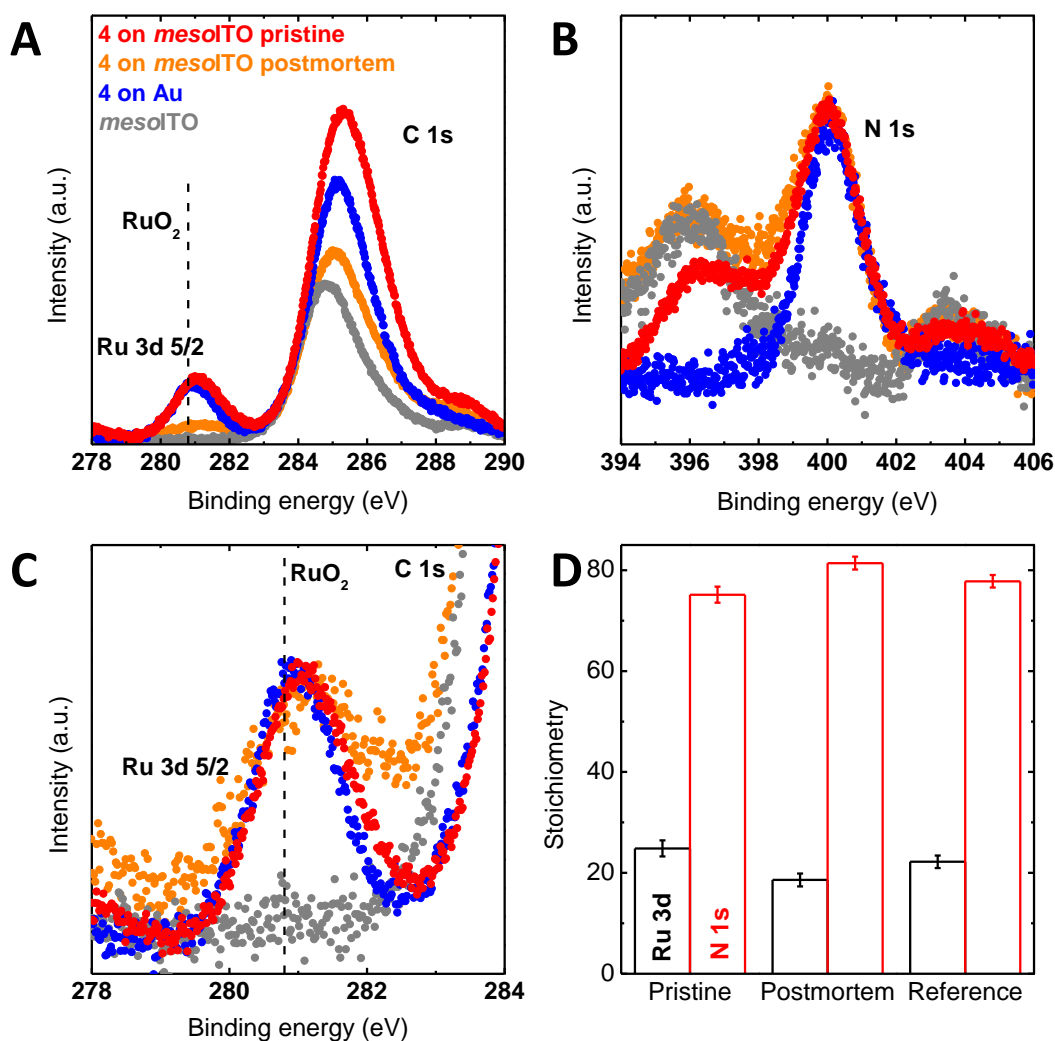 A
4 on mesoITO pristine
4 on mesoITO postmortem
4 on Au
mesoITO
C 1s
RuO₂
Ru 3d 5/2
Intensity (a.u.)
278 280 282 284 286 288 290
Binding energy (eV)
B
N 1s
Intensity (a.u.)
394 396 398 400 402 404 406
Binding energy (eV)
C
C 1s
RuO₂
Ru 3d 5/2
Intensity (a.u.)
278 280 282 284
Binding energy (eV)
D
80
60
40
20
0
Stoichiometry
Ru 3d
N 1s
Pristine Postmortem Reference